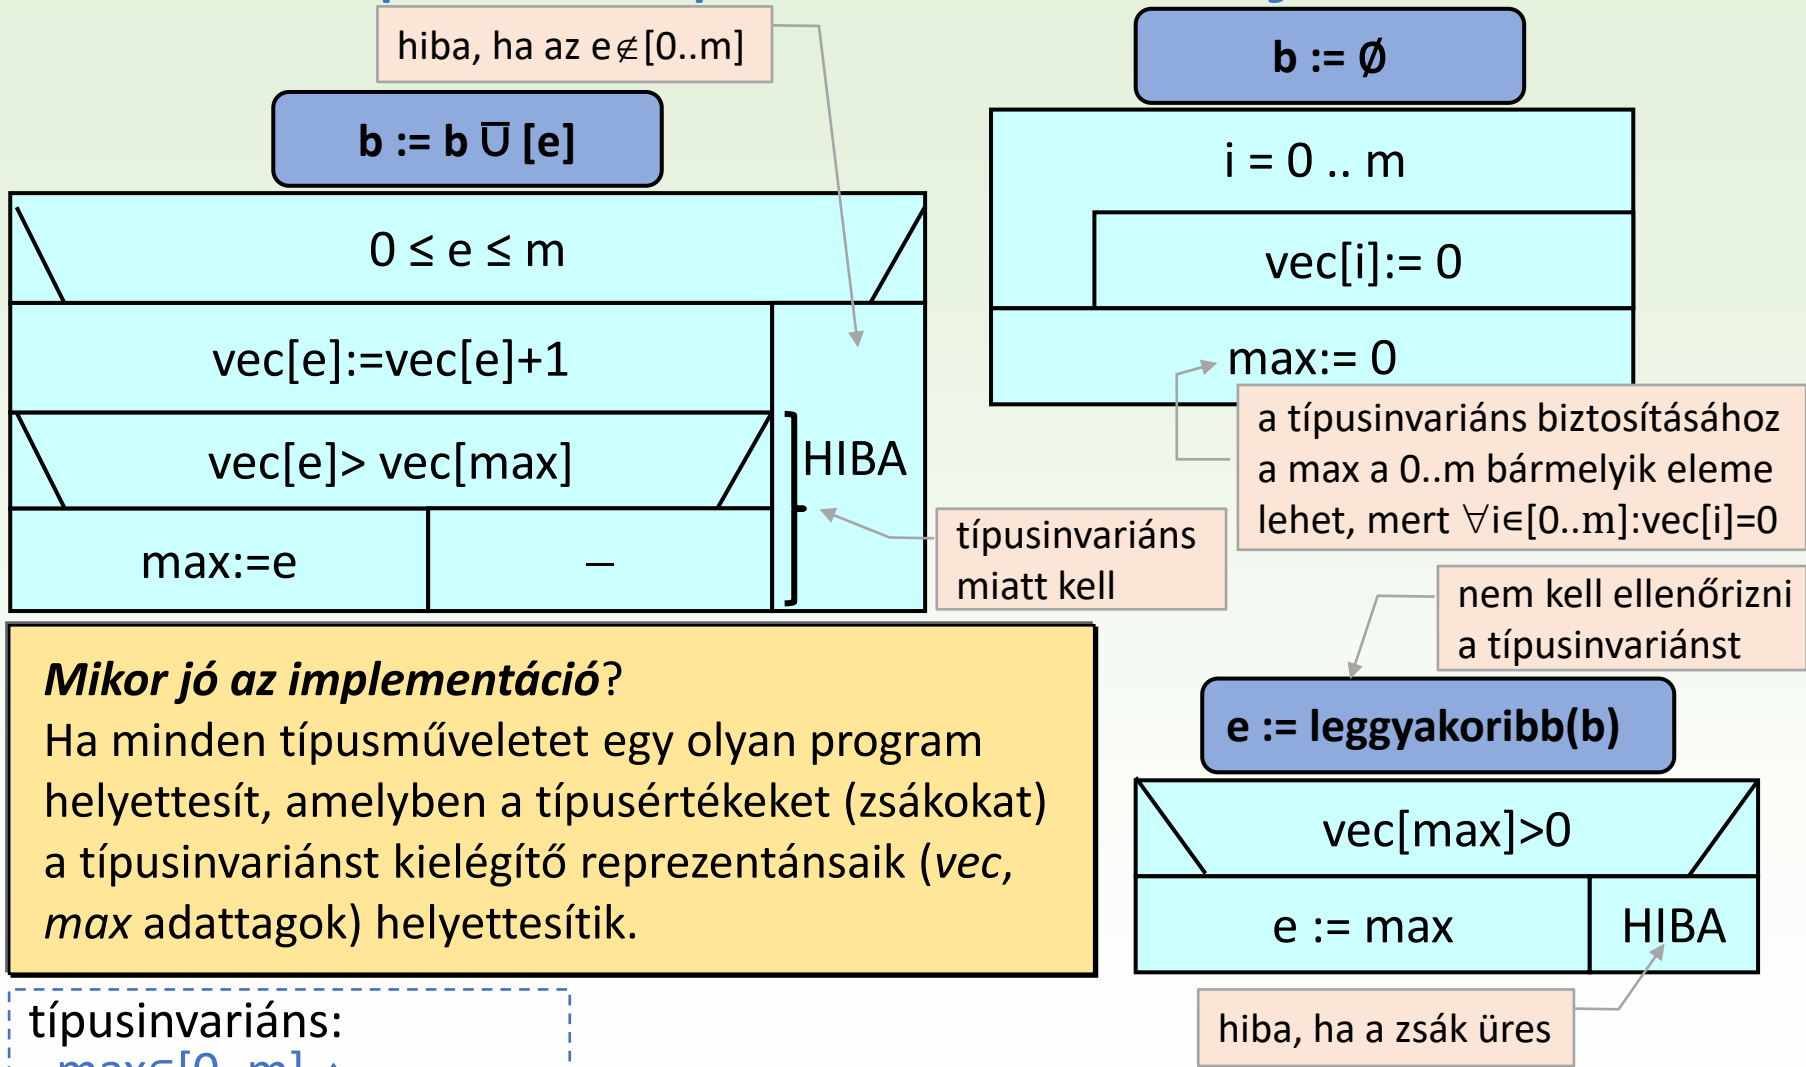 hiba, ha az e∉[0..m]
b := b U̅ [e]
0 ≤ e ≤ m
vec[e]:=vec[e]+1
vec[e]> vec[max]
HIBA
max:=e
–
típusinvariáns
miatt kell
b := Ø
i = 0 .. m
vec[i]:= 0
max:= 0
a típusinvariáns biztosításához
a max a 0..m bármelyik eleme
lehet, mert ∀i∈[0..m]:vec[i]=0
nem kell ellenőrizni
a típusinvariánst
e := leggyakoribb(b)
vec[max]>0
e := max
HIBA
hiba, ha a zsák üres
Mikor jó az implementáció?
Ha minden típusműveletet egy olyan program
helyettesít, amelyben a típusértékeket (zsákokat)
a típusinvariánst kielégítő reprezentánsaik (vec,
max adattagok) helyettesítik.
típusinvariáns:
max∈[0..m] ∧